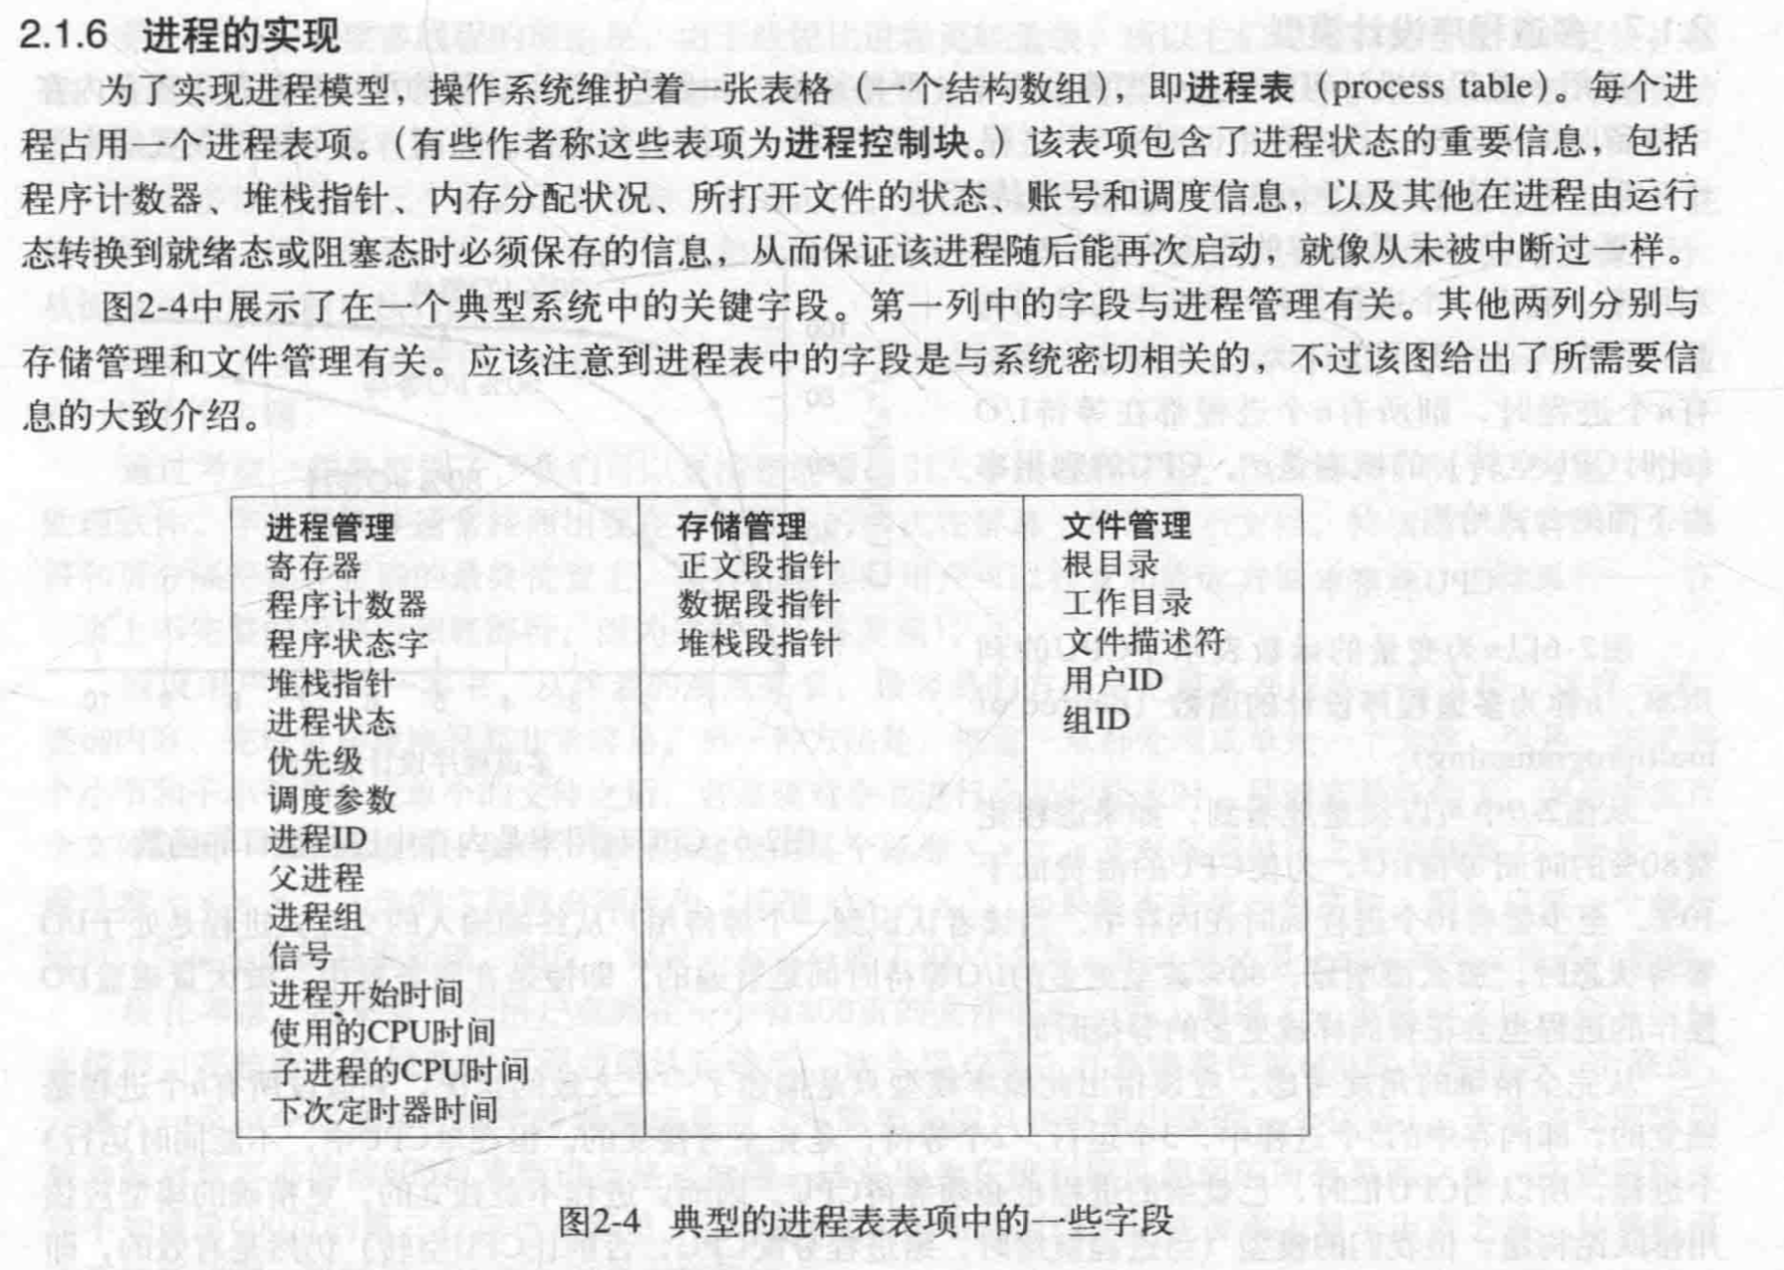 2.1.6 进程的实现
为了实现进程模型，操作系统维护着一张表格（一个结构数组），即进程表（process table）。每个进
程占用一个进程表项。（有些作者称这些表项为进程控制块。）该表项包含了进程状态的重要信息，包括
程序计数器、堆栈指针、内存分配状况、所打开文件的状态、账号和调度信息，以及其他在进程由运行
态转换到就绪态或阻塞态时必须保存的信息，从而保证该进程随后能再次启动，就像从未被中断过一样。
图2-4中展示了在一个典型系统中的关键字段。第一列中的字段与进程管理有关。其他两列分别与
存储管理和文件管理有关。应该注意到进程表中的字段是与系统密切相关的，不过该图给出了所需要信
息的大致介绍。
进程管理
寄存器
程序计数器
程序状态字
堆栈指针
进程状态
优先级
调度参数
进程ID
父进程
进程组
信号
进程开始时间
使用的CPU时间
子进程的CPU时间
下次定时器时间
存储管理
正文段指针
数据段指针
堆栈段指针
文件管理
根目录
工作目录
文件描述符
用户ID
组ID
图2-4 典型的进程表表项中的一些字段